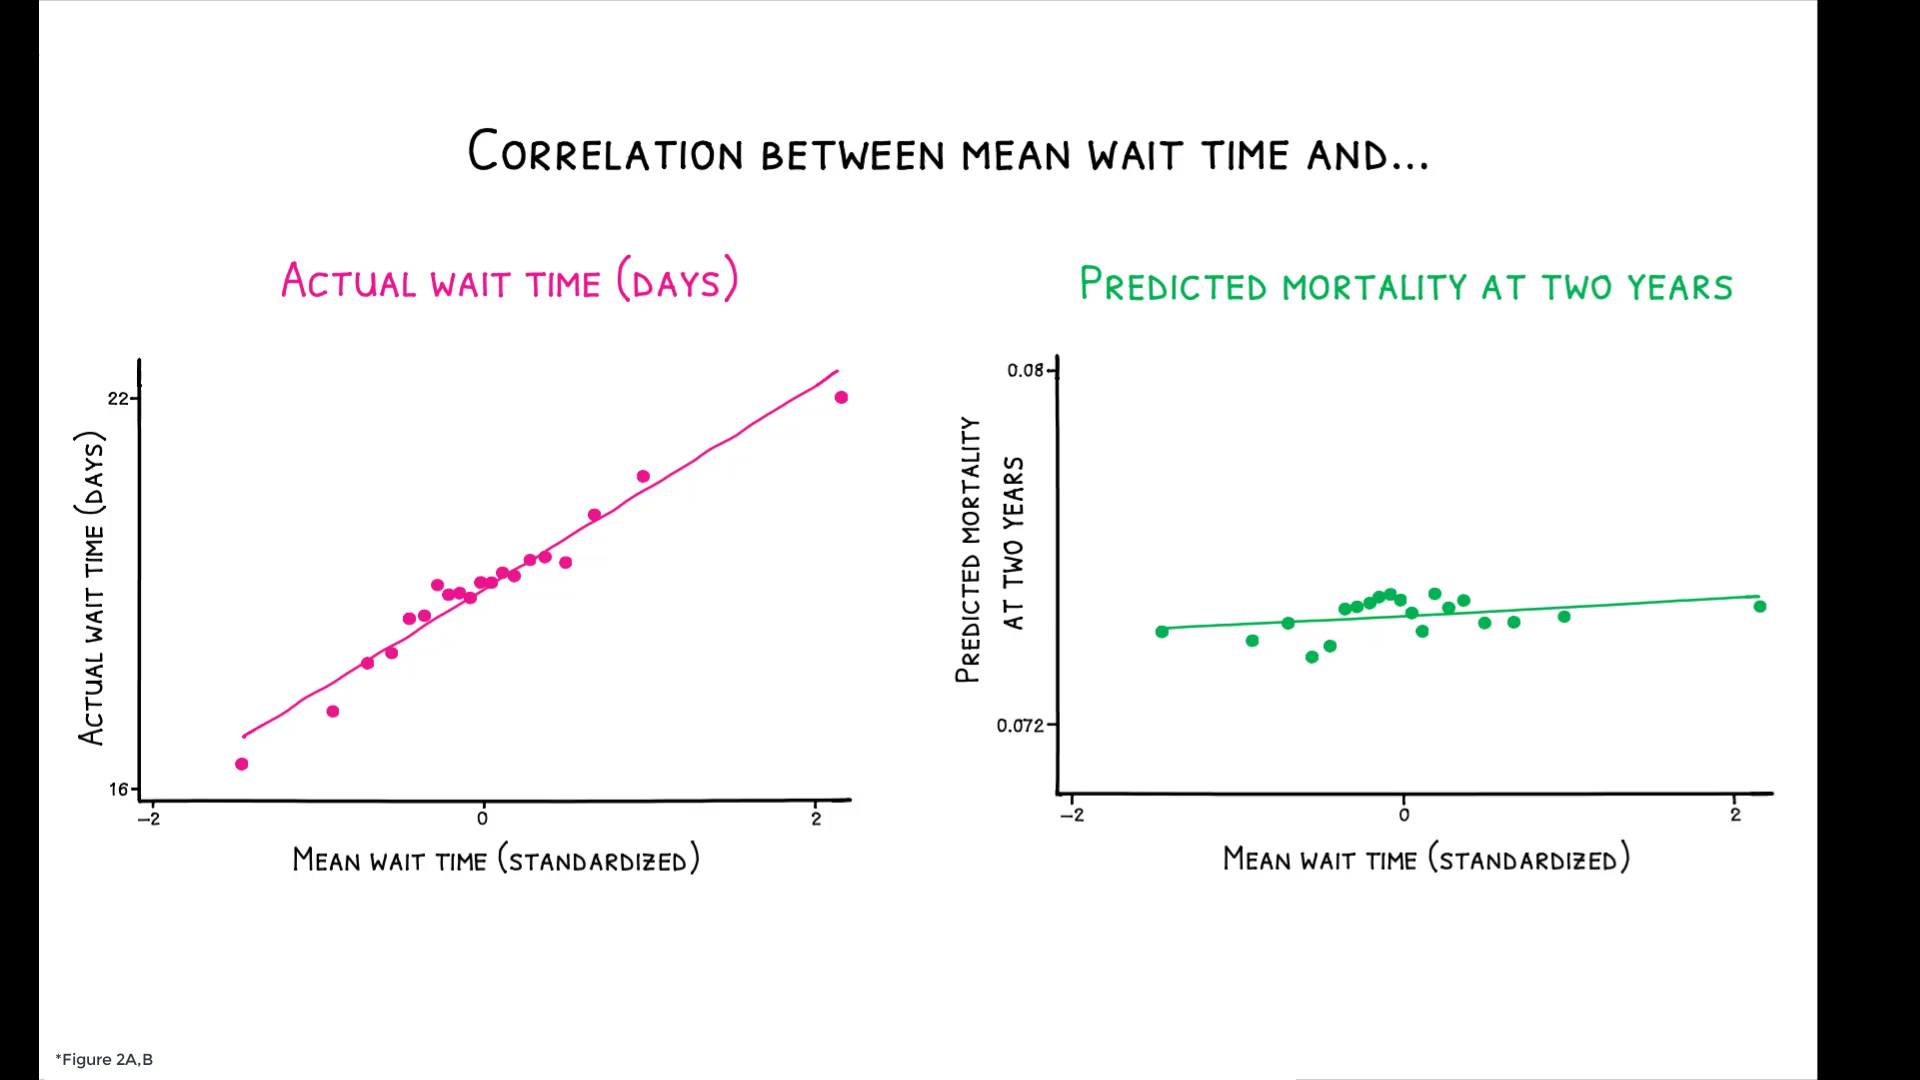 CORRELATION BETWEEN MEAN WAIT TIME AND...
ACTUAL WAIT TIME (DAYS)
ACTUAL WAIT TIME (DAYS)
22
16
−2
0
2
MEAN WAIT TIME (STANDARDIZED)
PREDICTED MORTALITY AT TWO YEARS
PREDICTED MORTALITY
AT TWO YEARS
0.08
0.072
−2
0
2
MEAN WAIT TIME (STANDARDIZED)
*Figure 2A,B